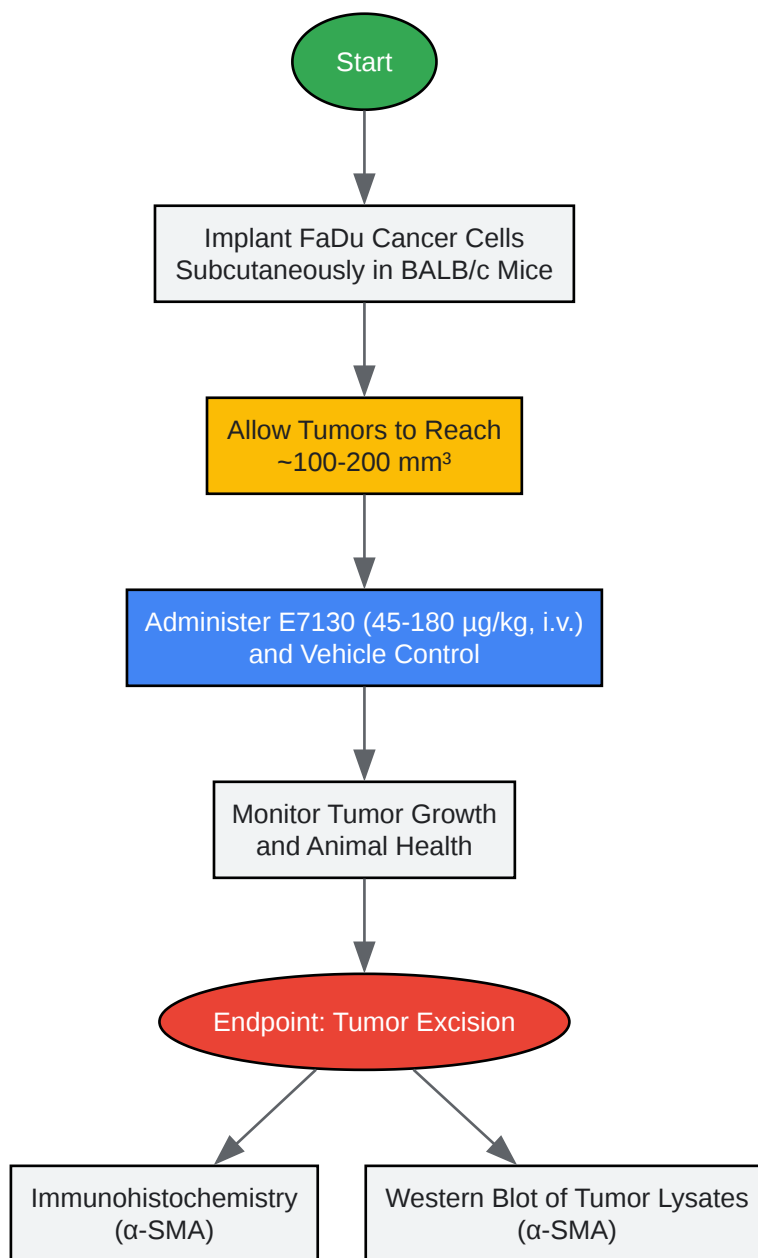 Start
Implant FaDu Cancer Cells
Subcutaneously in BALB/c Mice
Allow Tumors to Reach
~100-200 mm³
Administer E7130 (45-180 µg/kg, i.v.)
and Vehicle Control
Monitor Tumor Growth
and Animal Health
Endpoint: Tumor Excision
Immunohistochemistry
(α-SMA)
Western Blot of Tumor Lysates
(α-SMA)